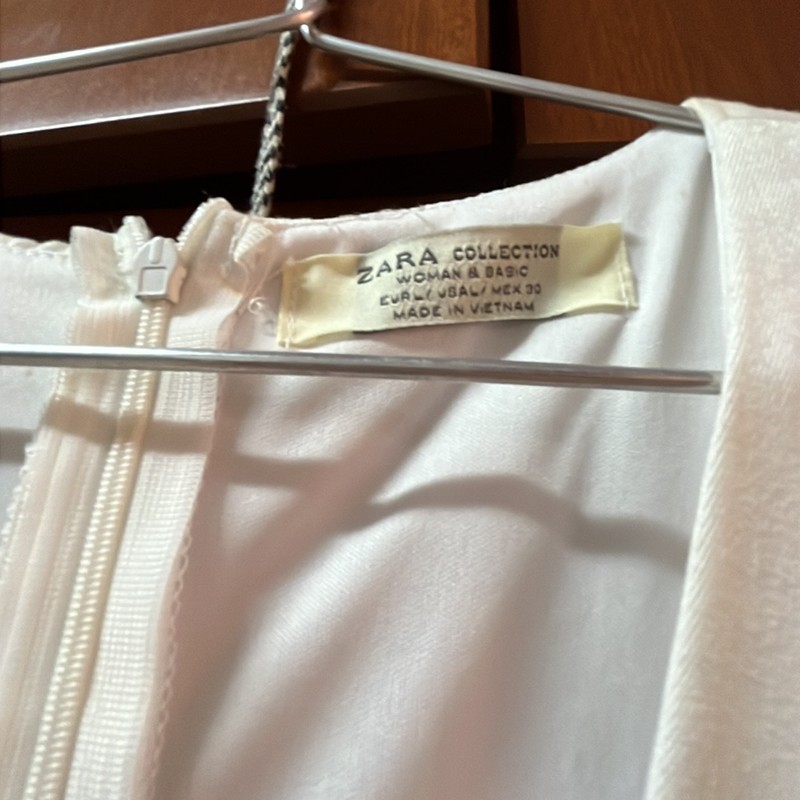 ZARA COLLECTION
WOMAN & BASIC
EUR L/ USA L/ MEX 30
MADE IN VIETNAM